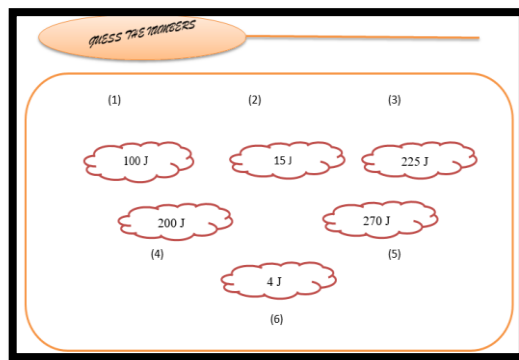 GUESS THE NUMBERS
(1) (2) (3)
100 J 15 J 225 J
200 J 270 J
(4) (5)
4 J
(6)